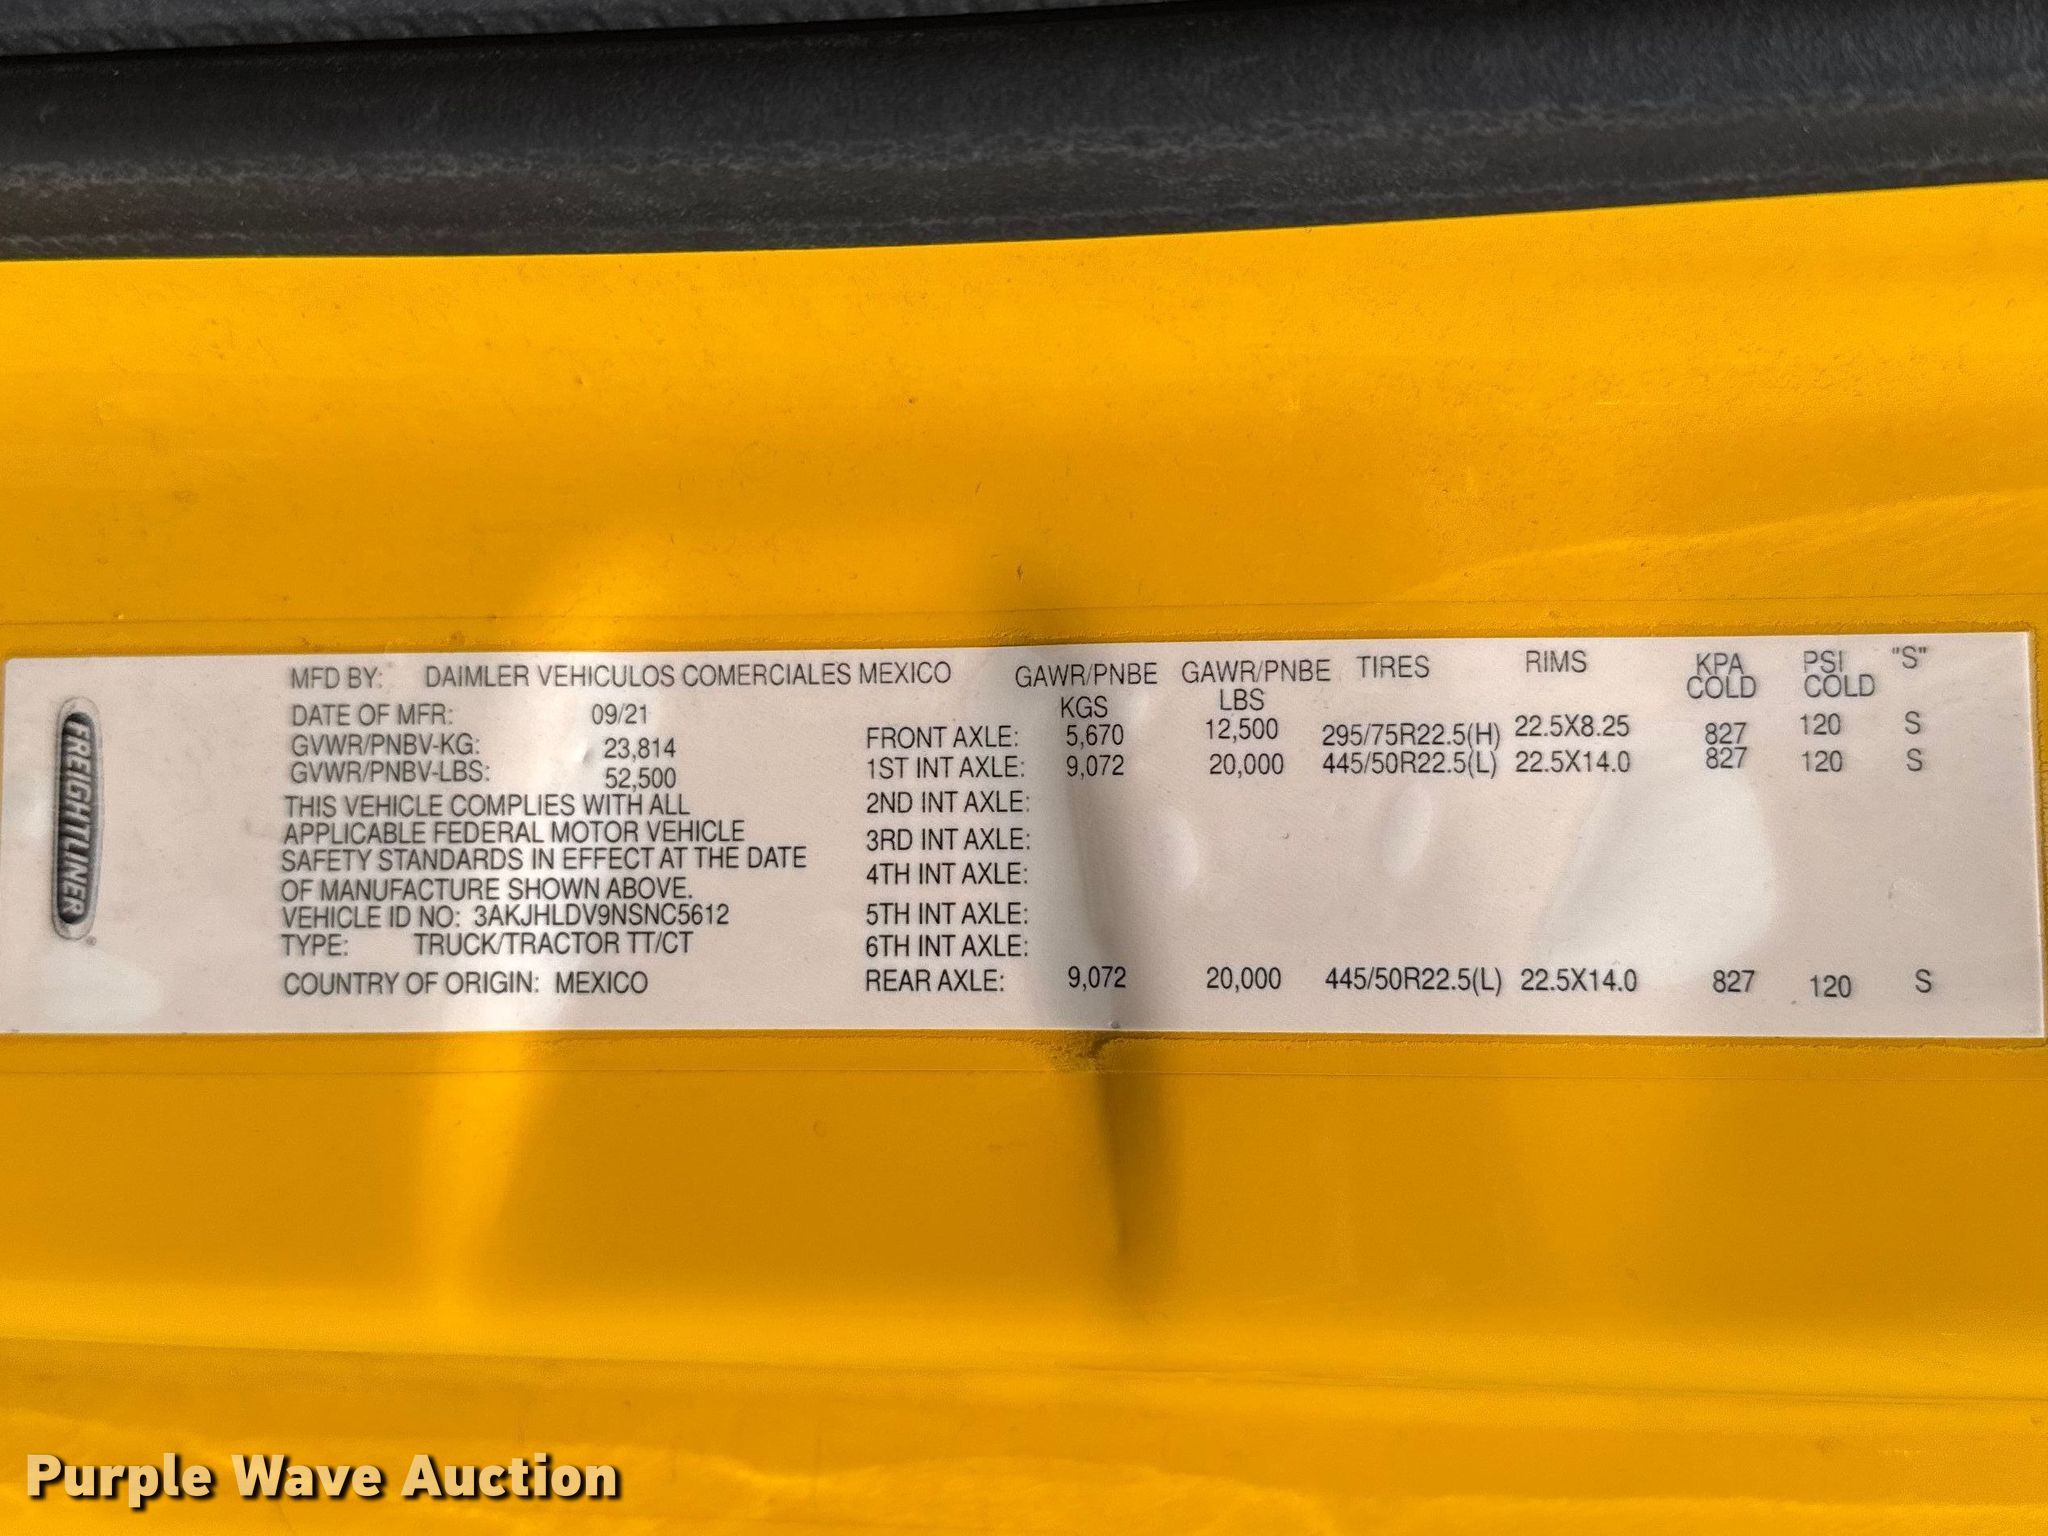 FREIGHTLINER
MFD BY: DAIMLER VEHICULOS COMERCIALES MEXICO
DATE OF MFR: 09/21
GVWR/PNBV-KG: 23,814
GVWR/PNBV-LBS: 52,500
THIS VEHICLE COMPLIES WITH ALL
APPLICABLE FEDERAL MOTOR VEHICLE
SAFETY STANDARDS IN EFFECT AT THE DATE
OF MANUFACTURE SHOWN ABOVE.
VEHICLE ID NO: 3AKJHLDV9NSNC5612
TYPE: TRUCK/TRACTOR TT/CT
COUNTRY OF ORIGIN: MEXICO
GAWR/PNBE GAWR/PNBE TIRES RIMS KPA PSI "S"
KGS LBS COLD COLD
FRONT AXLE: 5,670 12,500 295/75R22.5(H) 22.5X8.25 827 120 S
1ST INT AXLE: 9,072 20,000 445/50R22.5(L) 22.5X14.0 827 120 S
2ND INT AXLE:
3RD INT AXLE:
4TH INT AXLE:
5TH INT AXLE:
6TH INT AXLE:
REAR AXLE: 9,072 20,000 445/50R22.5(L) 22.5X14.0 827 120 S
Purple Wave Auction